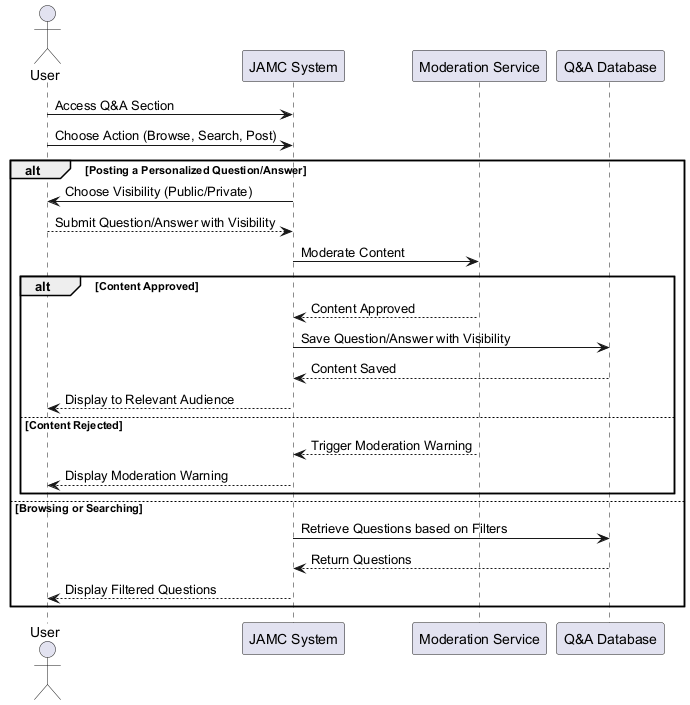 User
JAMC System
Moderation Service
Q&A Database
Access Q&A Section
Choose Action (Browse, Search, Post)
alt
[Posting a Personalized Question/Answer]
Choose Visibility (Public/Private)
Submit Question/Answer with Visibility
Moderate Content
alt
[Content Approved]
Content Approved
Save Question/Answer with Visibility
Content Saved
Display to Relevant Audience
[Content Rejected]
Trigger Moderation Warning
Display Moderation Warning
[Browsing or Searching]
Retrieve Questions based on Filters
Return Questions
Display Filtered Questions
User
JAMC System
Moderation Service
Q&A Database